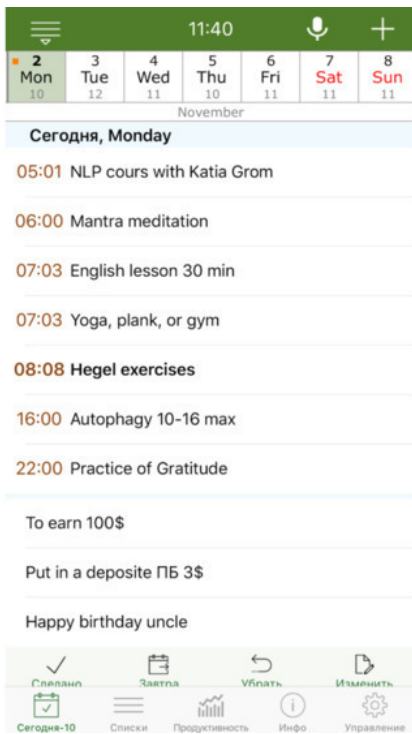 11:40
2 3 4 5 6 7 8
Mon Tue Wed Thu Fri Sat Sun
10 12 11 10 11 11 11
November
Сегодня, Monday
05:01 NLP cours with Katia Grom
06:00 Mantra meditation
07:03 English lesson 30 min
07:03 Yoga, plank, or gym
08:08 Hegel exercises
16:00 Autophagy 10-16 max
22:00 Practice of Gratitude
To earn 100$
Put in a deposite ПБ 3$
Happy birthday uncle
Сделано Завтра Убрать Изменить
Сегодня-10 Списки Продуктивность Инфо Управление